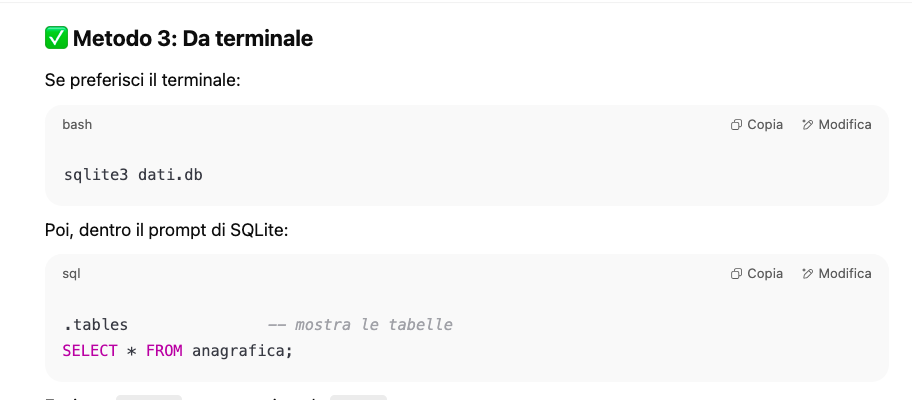 ✅ Metodo 3: Da terminale
Se preferisci il terminale:
bash Copia Modifica
sqlite3 dati.db
Poi, dentro il prompt di SQLite:
sql Copia Modifica
.tables -- mostra le tabelle
SELECT * FROM anagrafica;